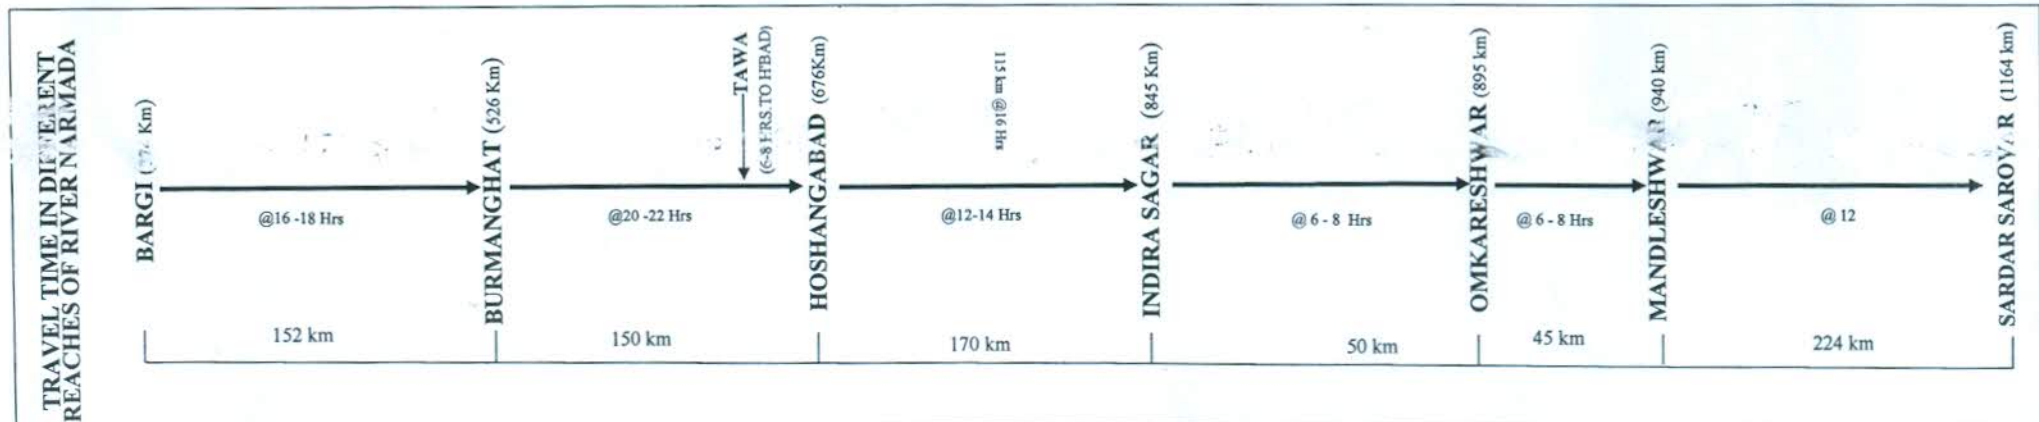 TRAVEL TIME IN DIFFERENT
REACHES OF RIVER NARMADA
BARGI
BURMANGHAT (526 Km)
TAWA
(6-8 HRS.TO H'BAD)
HOSHANGABAD (676Km)
115 km @16 Hrs
INDIRA SAGAR (845 Km)
OMKARESHWAR (895 km)
MANDLESHWAR (940 km)
SARDAR SAROVAR (1164 km)
@16 -18 Hrs
@20 -22 Hrs
@12-14 Hrs
@ 6 - 8 Hrs
@ 6 - 8 Hrs
@ 12
152 km
150 km
170 km
50 km
45 km
224 km